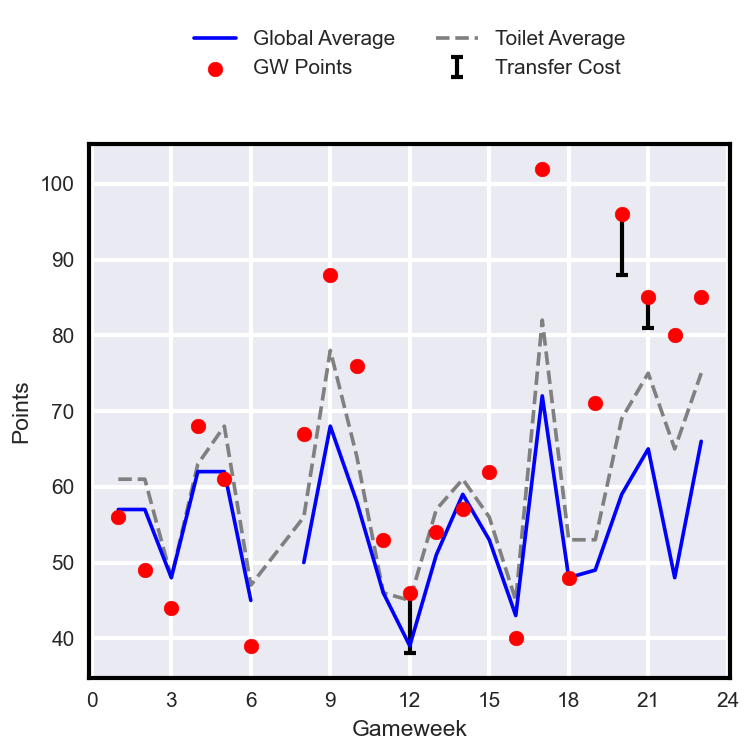 Global Average
Toilet Average
GW Points
Transfer Cost
100
90
80
70
60
50
40
Points
0 3 6 9 12 15 18 21 24
Gameweek